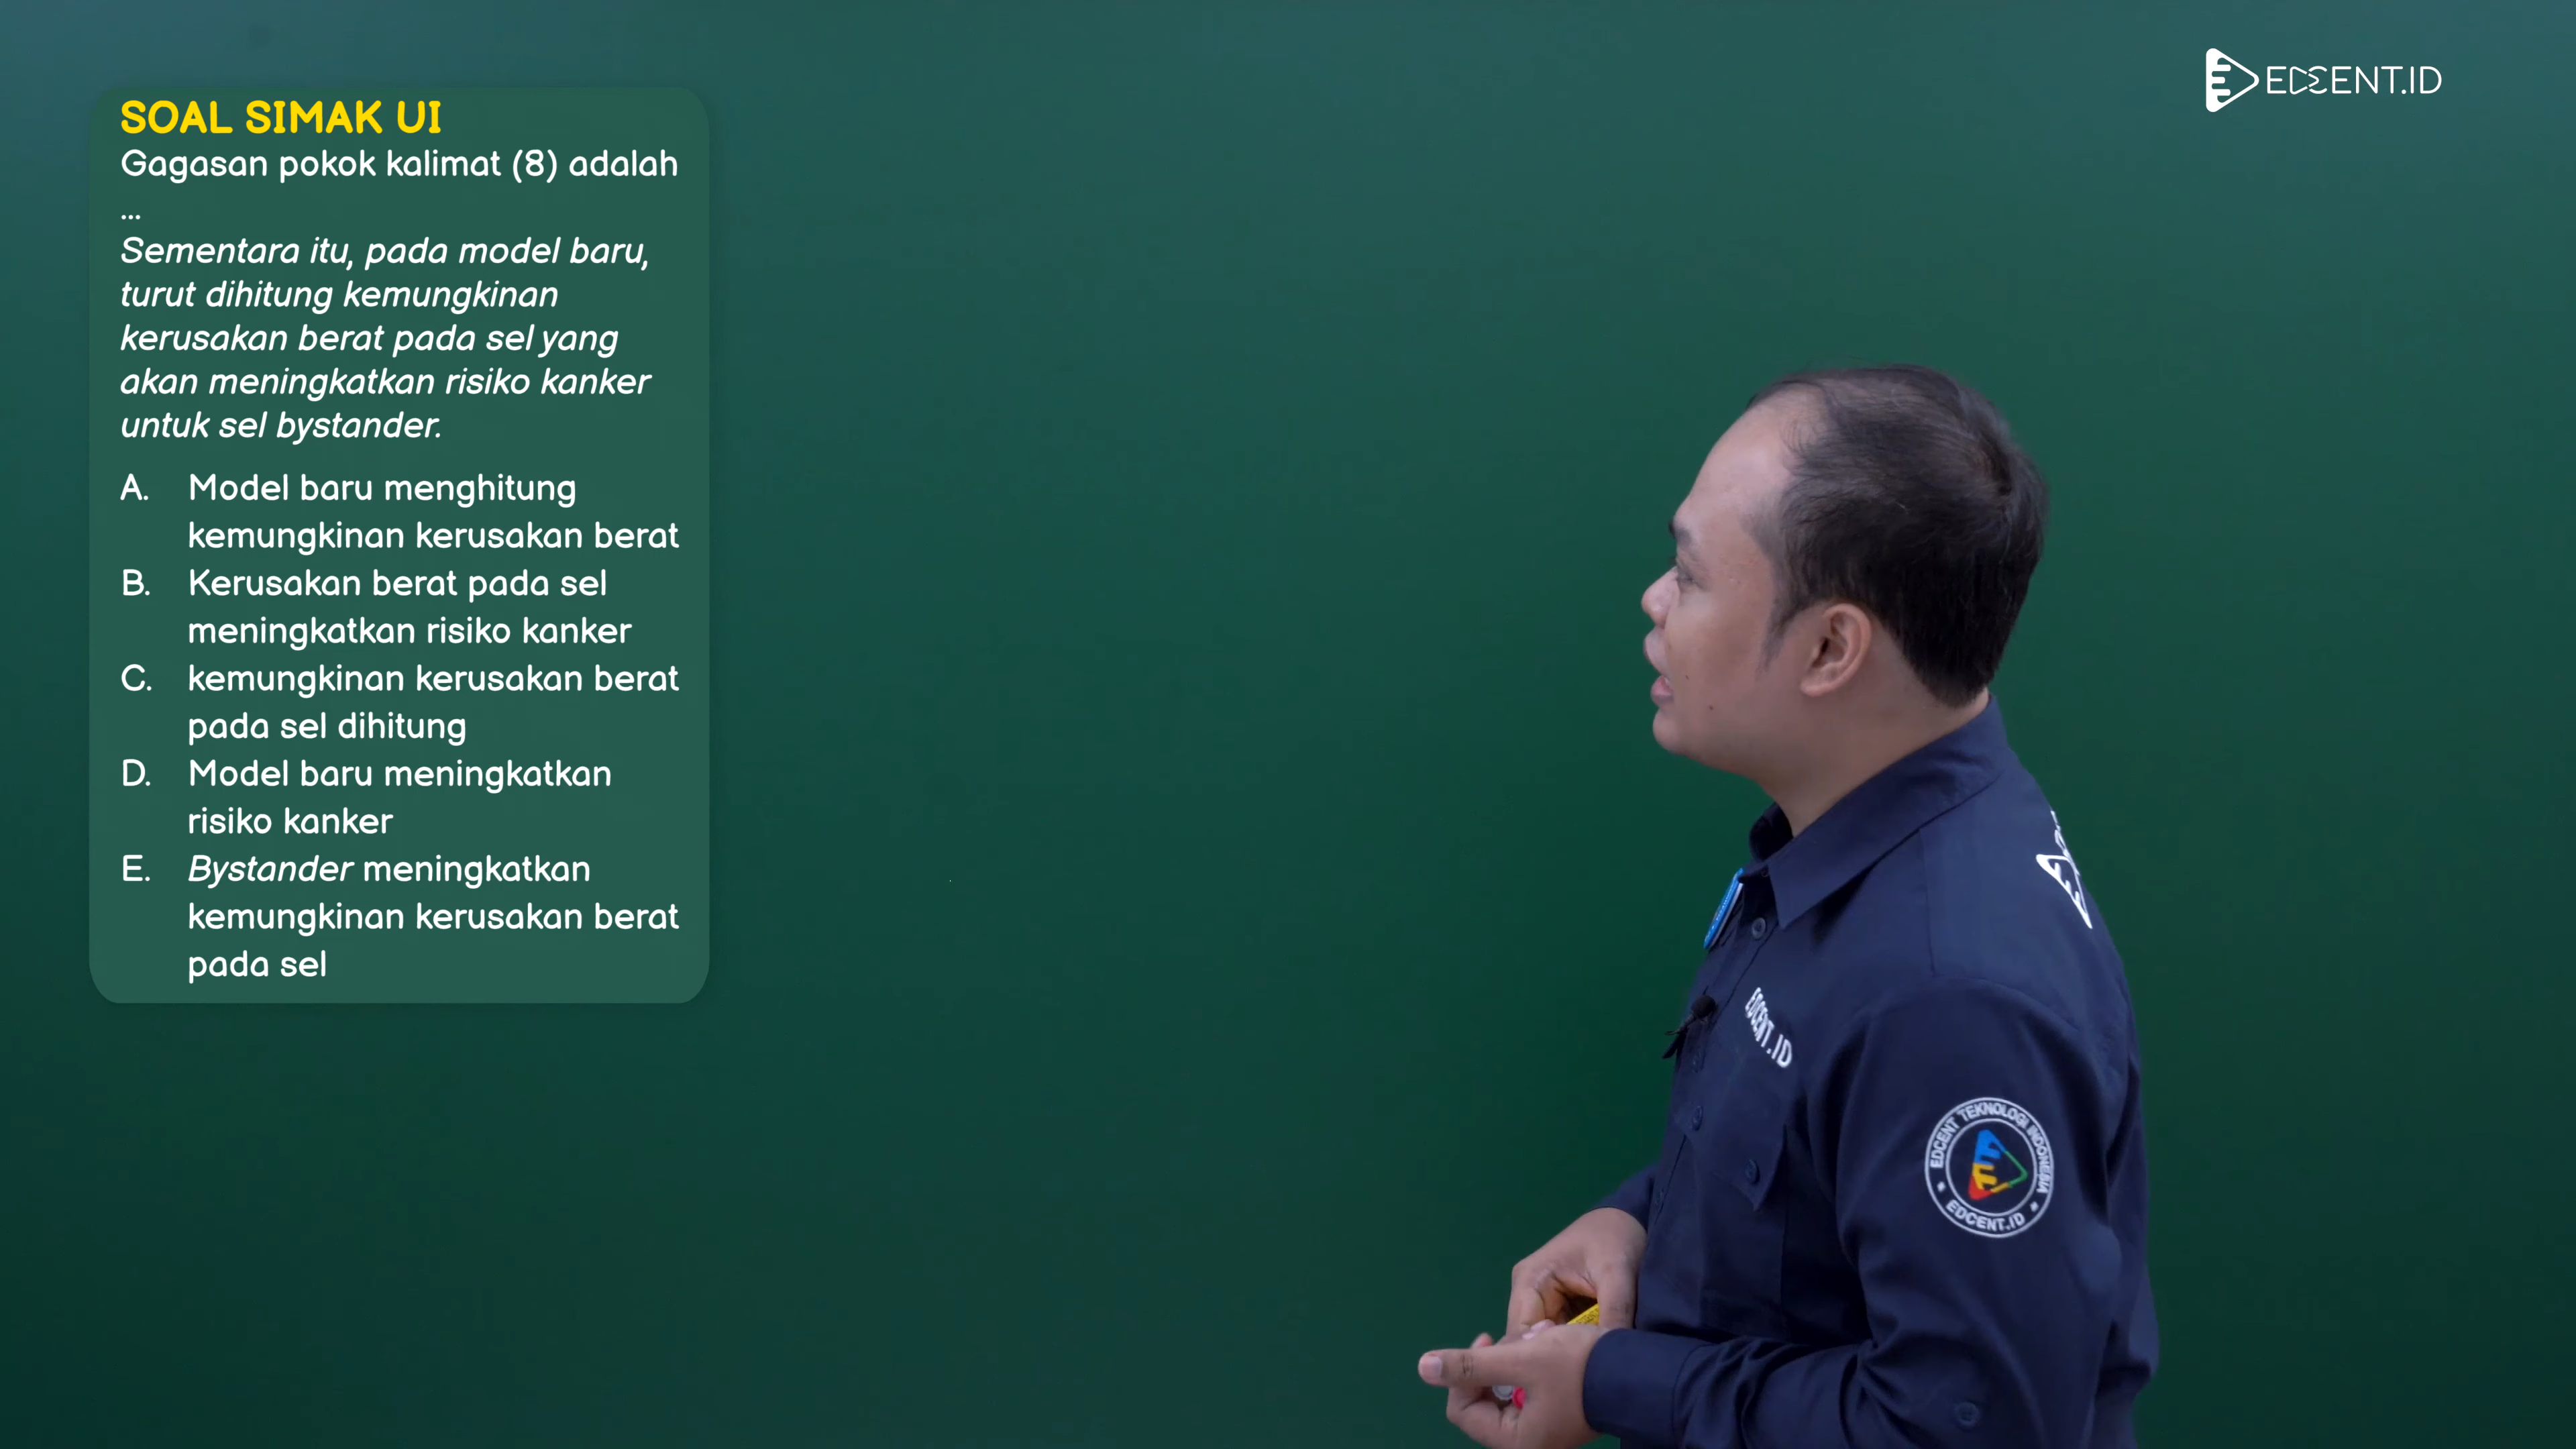 EDCENT.ID
SOAL SIMAK UI
Gagasan pokok kalimat (8) adalah
...
Sementara itu, pada model baru,
turut dihitung kemungkinan
kerusakan berat pada sel yang
akan meningkatkan risiko kanker
untuk sel bystander.
A. Model baru menghitung
kemungkinan kerusakan berat
B. Kerusakan berat pada sel
meningkatkan risiko kanker
C. kemungkinan kerusakan berat
pada sel dihitung
D. Model baru meningkatkan
risiko kanker
E. Bystander meningkatkan
kemungkinan kerusakan berat
pada sel
EDCENT.ID
EDCENT TEKNOLOGI INDONESIA
EDCENT.ID